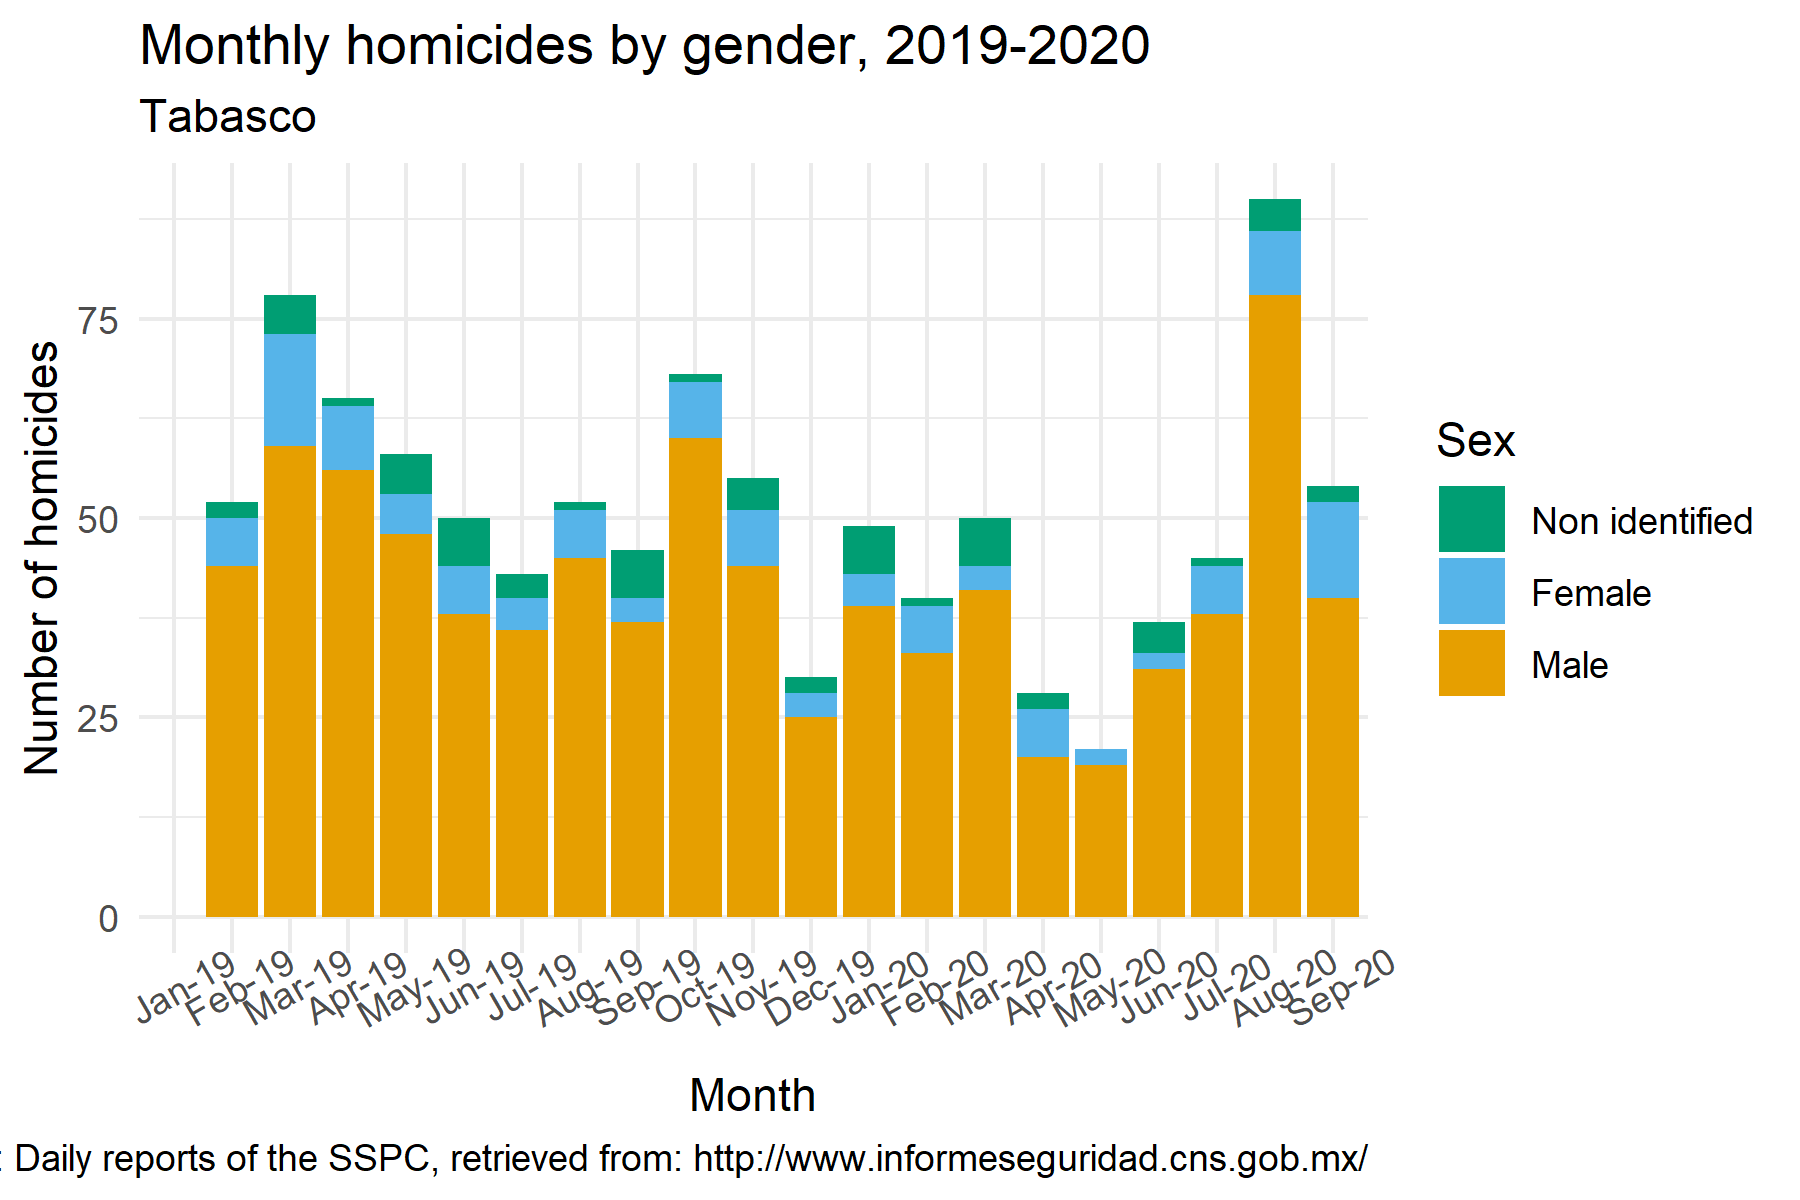 Monthly homicides by gender, 2019-2020
Tabasco
Number of homicides
75
50
25
0
Jan-19
Feb-19
Mar-19
Apr-19
May-19
Jun-19
Jul-19
Aug-19
Sep-19
Oct-19
Nov-19
Dec-19
Jan-20
Feb-20
Mar-20
Apr-20
May-20
Jun-20
Jul-20
Aug-20
Sep-20
Month
Sex
Non identified
Female
Male
: Daily reports of the SSPC, retrieved from: http://www.informeseguridad.cns.gob.mx/